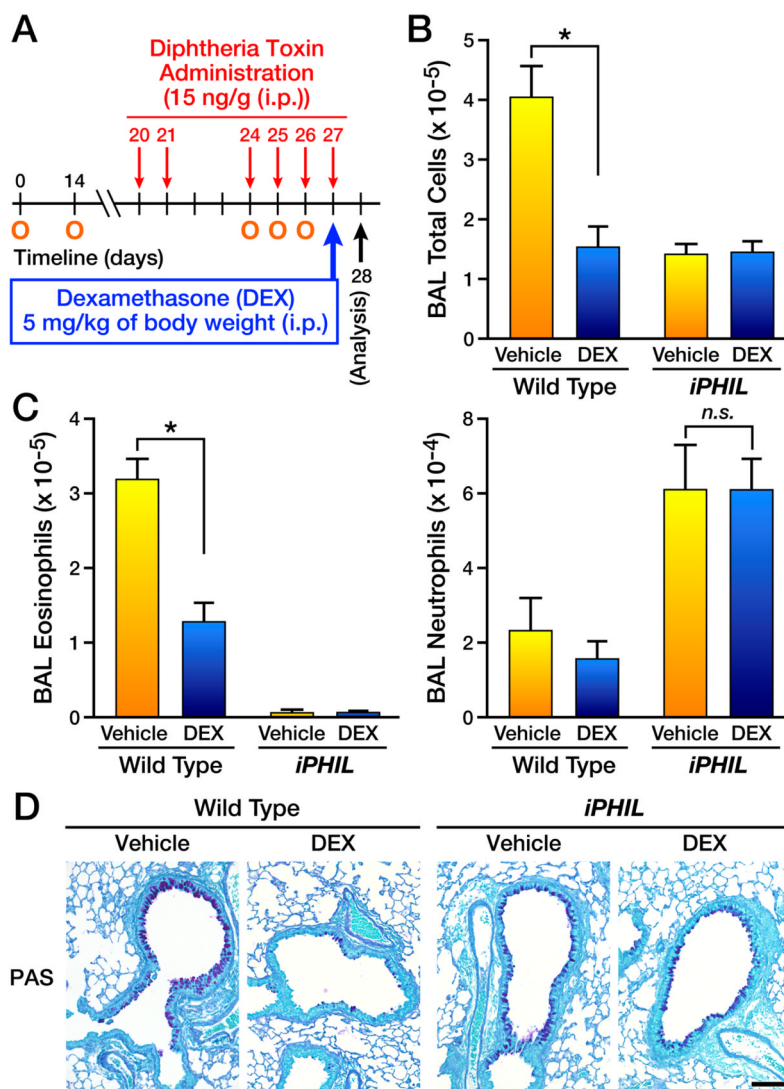 A
Diphtheria Toxin
Administration
(15 ng/g (i.p.))
20 21 24 25 26 27
0 14
O O O O O
Timeline (days)
28
(Analysis)
Dexamethasone (DEX)
5 mg/kg of body weight (i.p.)
B
BAL Total Cells (x 10⁻⁵)
5
4
3
2
1
0
*
Vehicle DEX Vehicle DEX
Wild Type iPHIL
C
BAL Eosinophils (x 10⁻⁵)
4
3
2
1
0
*
Vehicle DEX Vehicle DEX
Wild Type iPHIL
BAL Neutrophils (x 10⁻⁴)
8
6
4
2
0
n.s.
Vehicle DEX Vehicle DEX
Wild Type iPHIL
D
Wild Type iPHIL
Vehicle DEX Vehicle DEX
PAS